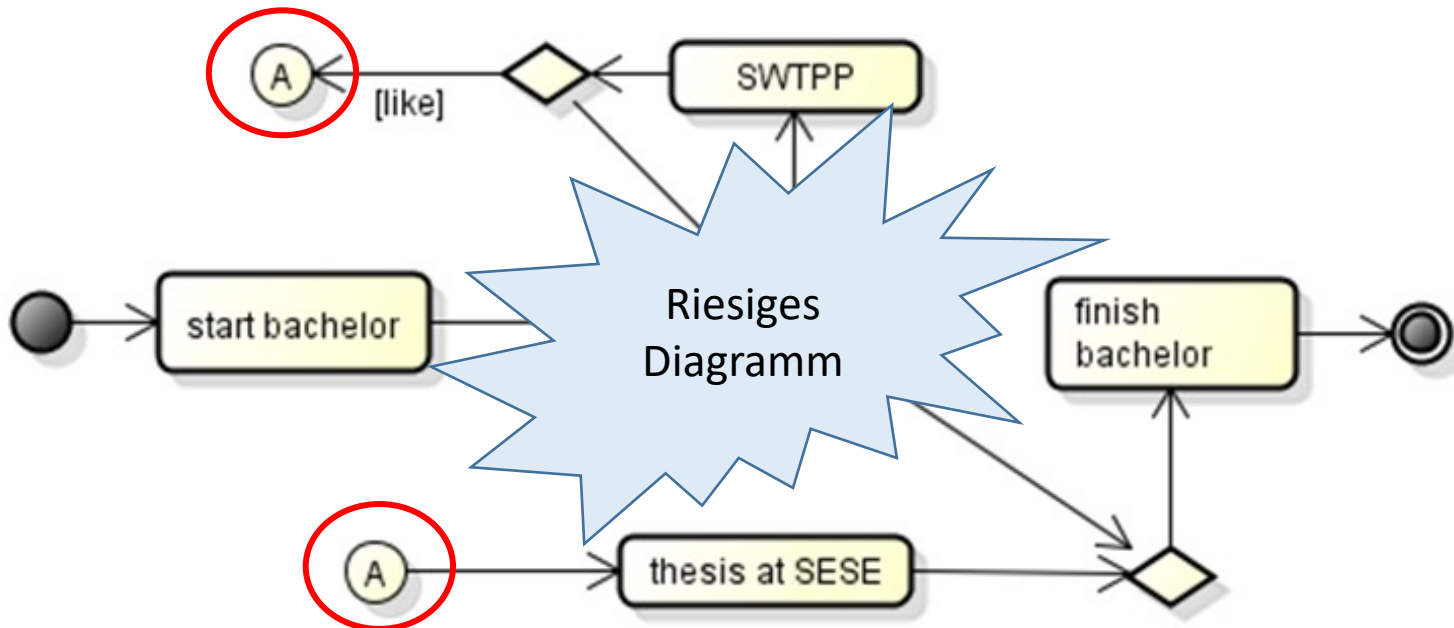 A
[like]
SWTPP
start bachelor
Riesiges
Diagramm
finish
bachelor
A
thesis at SESE